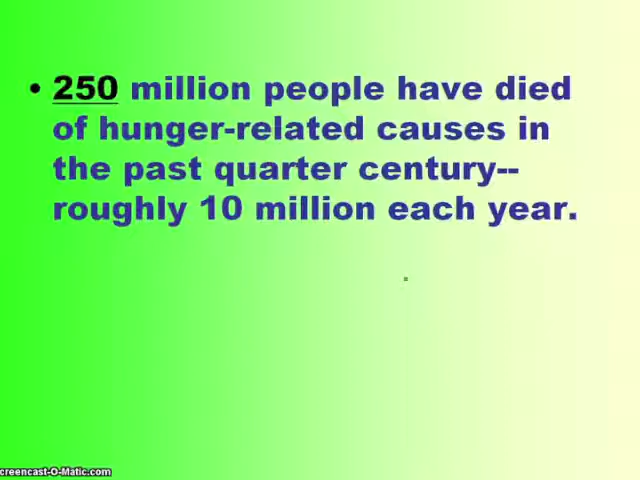 • 250 million people have died
of hunger-related causes in
the past quarter century--
roughly 10 million each year.
creencast-O-Matic.com